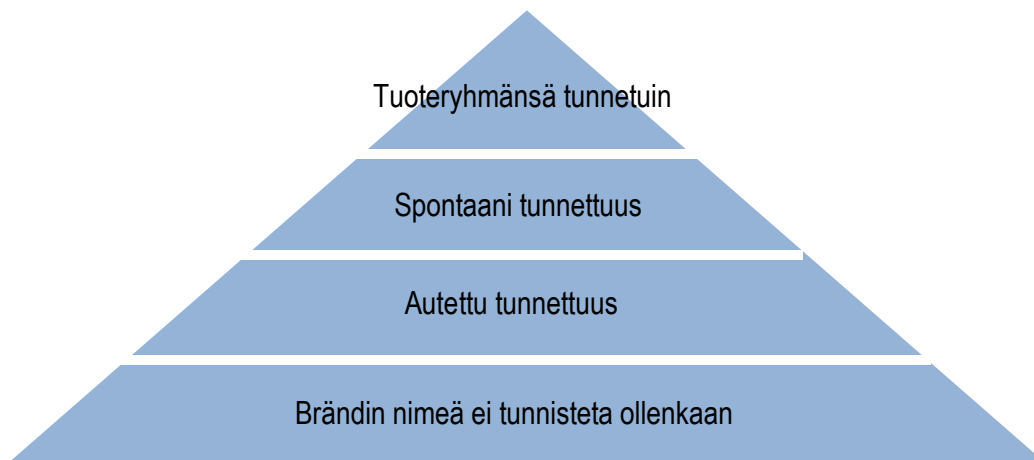 Tuoteryhmänsä tunnetuin
Spontaani tunnettuus
Autettu tunnettuus
Brändin nimeä ei tunnisteta ollenkaan